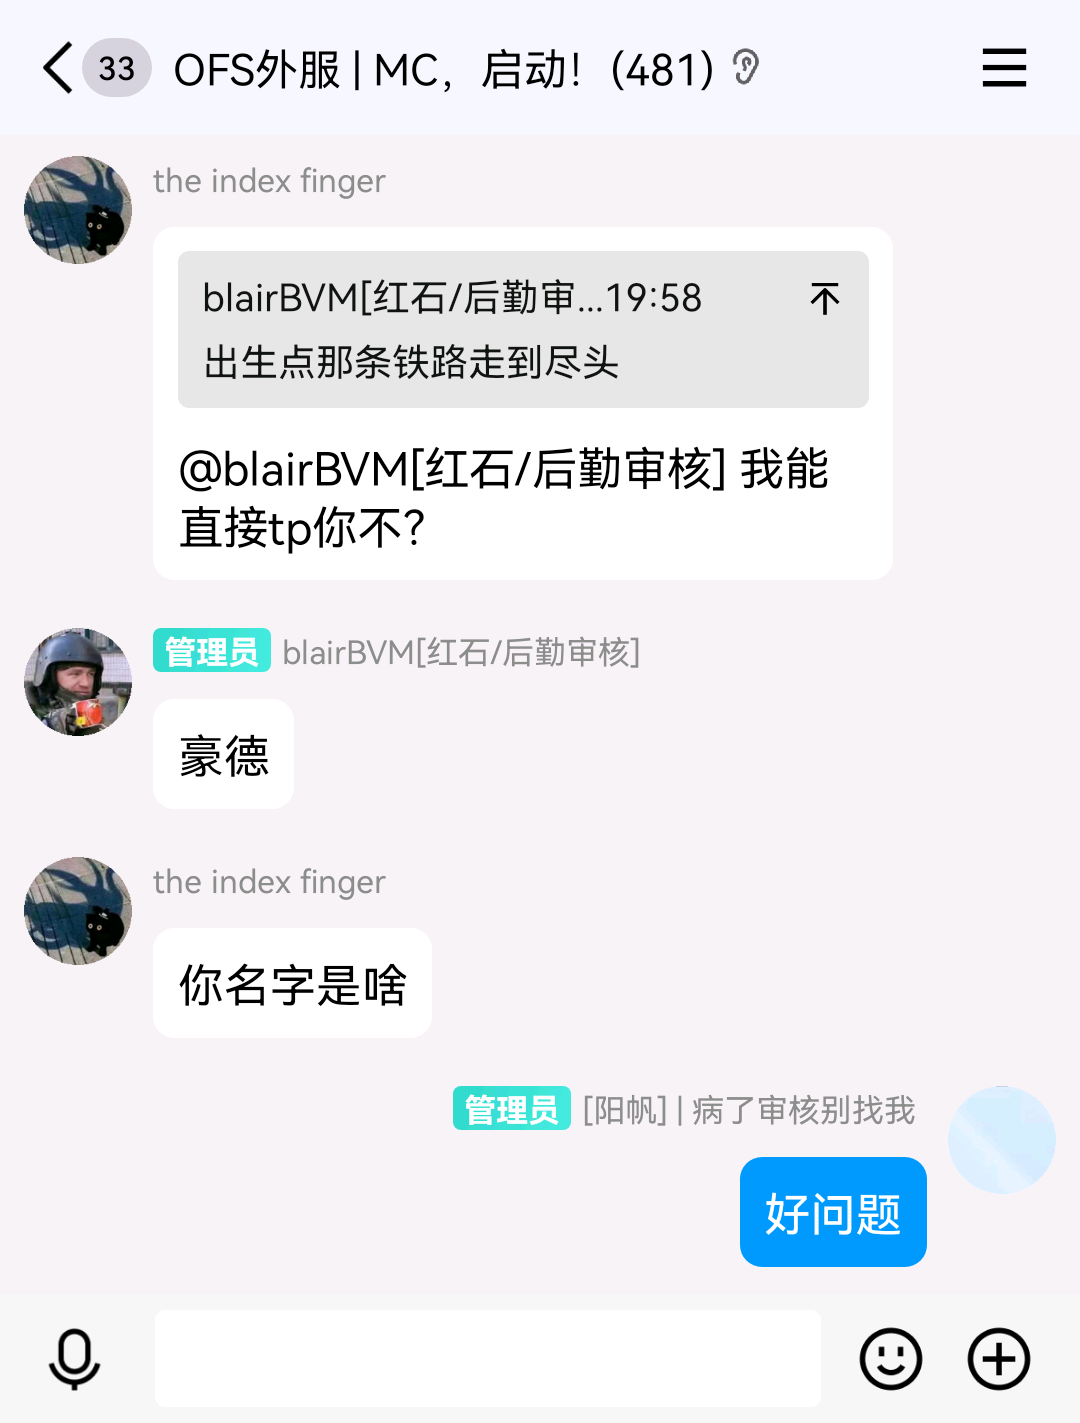 33
OFS外服 | MC，启动！(481)
the index finger
blairBVM[红石/后勤审...19:58
出生点那条铁路走到尽头
@blairBVM[红石/后勤审核] 我能
直接tp你不？
管理员 blairBVM[红石/后勤审核]
豪德
the index finger
你名字是啥
管理员 [阳帆] | 病了审核别找我
好问题